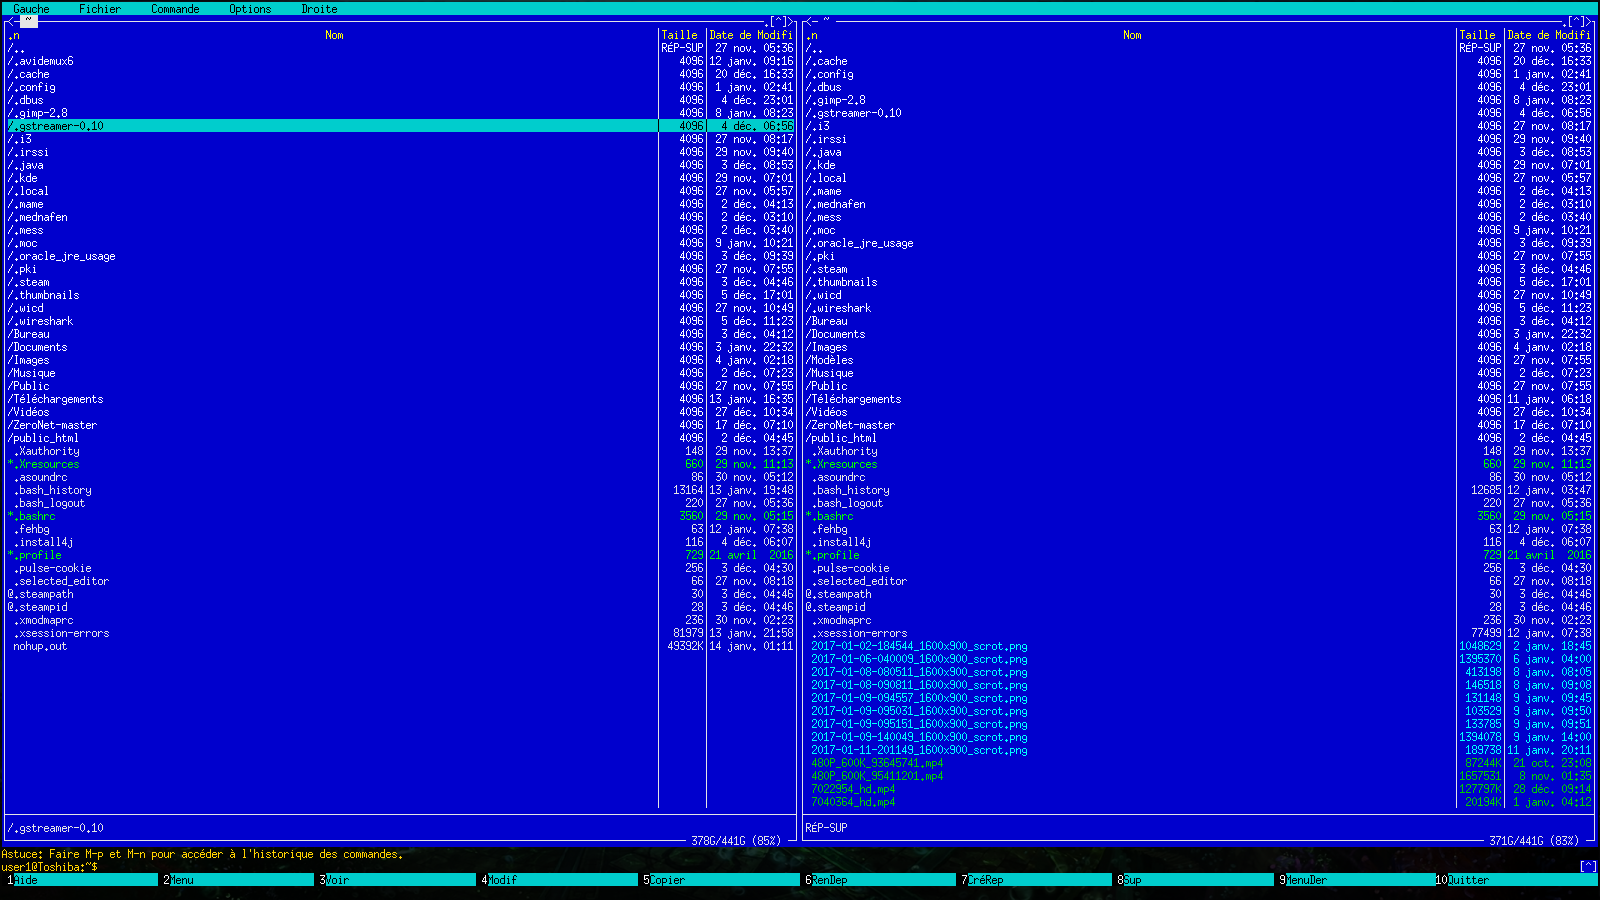 Gauche Fichier Commande Options Droite
<- ~ .[^]>
.n Nom Taille Date de Modifi
/.. RÉP-SUP 27 nov. 05:36
/.avidemux6 4096 12 janv. 09:16
/.cache 4096 20 déc. 16:33
/.config 4096 1 janv. 02:41
/.dbus 4096 4 déc. 23:01
/.gimp-2.8 4096 8 janv. 08:23
/.gstreamer-0.10 4096 4 déc. 06:56
/.i3 4096 27 nov. 08:17
/.irssi 4096 29 nov. 09:40
/.java 4096 3 déc. 08:53
/.kde 4096 29 nov. 07:01
/.local 4096 27 nov. 05:57
/.mame 4096 2 déc. 04:13
/.mednafen 4096 2 déc. 03:10
/.mess 4096 2 déc. 03:40
/.moc 4096 9 janv. 10:21
/.oracle_jre_usage 4096 3 déc. 09:39
/.pki 4096 27 nov. 07:55
/.steam 4096 3 déc. 04:46
/.thumbnails 4096 5 déc. 17:01
/.wicd 4096 27 nov. 10:49
/.wireshark 4096 5 déc. 11:23
/Bureau 4096 3 déc. 04:12
/Documents 4096 3 janv. 22:32
/Images 4096 4 janv. 02:18
/Musique 4096 2 déc. 07:23
/Public 4096 27 nov. 07:55
/Téléchargements 4096 13 janv. 16:35
/Vidéos 4096 27 déc. 10:34
/ZeroNet-master 4096 17 déc. 07:10
/public_html 4096 2 déc. 04:45
.Xauthority 148 29 nov. 13:37
*.Xresources 660 29 nov. 11:13
.asoundrc 86 30 nov. 05:12
.bash_history 13164 13 janv. 19:48
.bash_logout 220 27 nov. 05:36
*.bashrc 3560 29 nov. 05:15
.fehbg 63 12 janv. 07:38
.install4j 116 4 déc. 06:07
*.profile 729 21 avril 2016
.pulse-cookie 256 3 déc. 04:30
.selected_editor 66 27 nov. 08:18
@.steampath 30 3 déc. 04:46
@.steampid 28 3 déc. 04:46
.xmodmaprc 236 30 nov. 02:23
.xsession-errors 81979 13 janv. 21:58
nohup.out 49392K 14 janv. 01:11
/.gstreamer-0.10
378G/441G (85%)
<- ~ .[^]>
.n Nom Taille Date de Modifi
/.. RÉP-SUP 27 nov. 05:36
/.cache 4096 20 déc. 16:33
/.config 4096 1 janv. 02:41
/.dbus 4096 4 déc. 23:01
/.gimp-2.8 4096 8 janv. 08:23
/.gstreamer-0.10 4096 4 déc. 06:56
/.i3 4096 27 nov. 08:17
/.irssi 4096 29 nov. 09:40
/.java 4096 3 déc. 08:53
/.kde 4096 29 nov. 07:01
/.local 4096 27 nov. 05:57
/.mame 4096 2 déc. 04:13
/.mednafen 4096 2 déc. 03:10
/.mess 4096 2 déc. 03:40
/.moc 4096 9 janv. 10:21
/.oracle_jre_usage 4096 3 déc. 09:39
/.pki 4096 27 nov. 07:55
/.steam 4096 3 déc. 04:46
/.thumbnails 4096 5 déc. 17:01
/.wicd 4096 27 nov. 10:49
/.wireshark 4096 5 déc. 11:23
/Bureau 4096 3 déc. 04:12
/Documents 4096 3 janv. 22:32
/Images 4096 4 janv. 02:18
/Modèles 4096 27 nov. 07:55
/Musique 4096 2 déc. 07:23
/Public 4096 27 nov. 07:55
/Téléchargements 4096 11 janv. 06:18
/Vidéos 4096 27 déc. 10:34
/ZeroNet-master 4096 17 déc. 07:10
/public_html 4096 2 déc. 04:45
.Xauthority 148 29 nov. 13:37
*.Xresources 660 29 nov. 11:13
.asoundrc 86 30 nov. 05:12
.bash_history 12685 12 janv. 03:47
.bash_logout 220 27 nov. 05:36
*.bashrc 3560 29 nov. 05:15
.fehbg 63 12 janv. 07:38
.install4j 116 4 déc. 06:07
*.profile 729 21 avril 2016
.pulse-cookie 256 3 déc. 04:30
.selected_editor 66 27 nov. 08:18
@.steampath 30 3 déc. 04:46
@.steampid 28 3 déc. 04:46
.xmodmaprc 236 30 nov. 02:23
.xsession-errors 77499 12 janv. 07:38
2017-01-02-184544_1600x900_scrot.png 1048629 2 janv. 18:45
2017-01-06-040009_1600x900_scrot.png 1395370 6 janv. 04:00
2017-01-08-080511_1600x900_scrot.png 413198 8 janv. 08:05
2017-01-08-090811_1600x900_scrot.png 146518 8 janv. 09:08
2017-01-09-094557_1600x900_scrot.png 131148 9 janv. 09:45
2017-01-09-095031_1600x900_scrot.png 103529 9 janv. 09:50
2017-01-09-095151_1600x900_scrot.png 133785 9 janv. 09:51
2017-01-09-140049_1600x900_scrot.png 1394078 9 janv. 14:00
2017-01-11-201149_1600x900_scrot.png 189738 11 janv. 20:11
480P_600K_93645741.mp4 87244K 21 oct. 23:08
480P_600K_95411201.mp4 1657531 8 nov. 01:35
7022954_hd.mp4 127797K 28 déc. 09:14
7040364_hd.mp4 20194K 1 janv. 04:12
RÉP-SUP
371G/441G (83%)
Astuce: Faire M-p et M-n pour accéder à l'historique des commandes.
user1@Toshiba:~$ [^]
1Aide 2Menu 3Voir 4Modif 5Copier 6RenDep 7CréRép 8Sup 9MenuDer 10Quitter